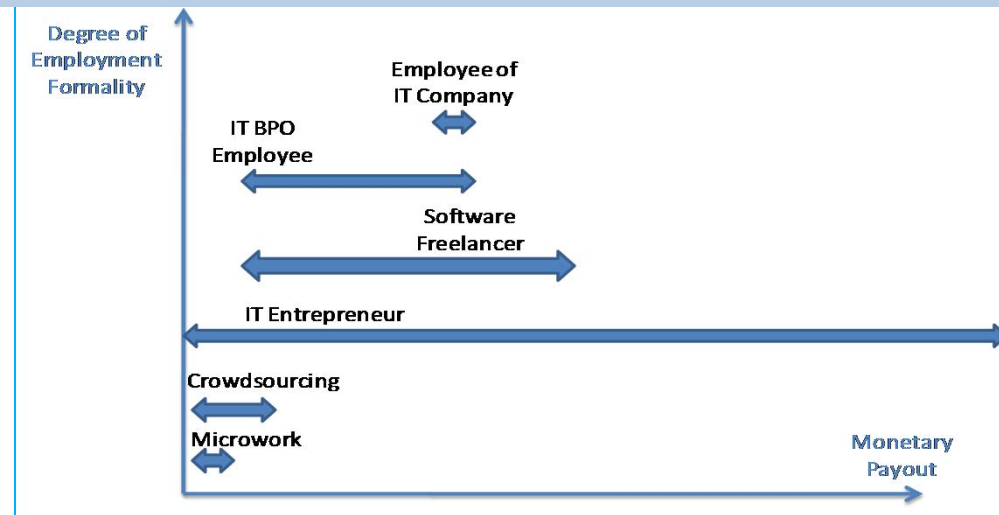 Degree of
Employment
Formality
Employee of
IT Company
IT BPO
Employee
Software
Freelancer
IT Entrepreneur
Crowdsourcing
Microwork
Monetary
Payout